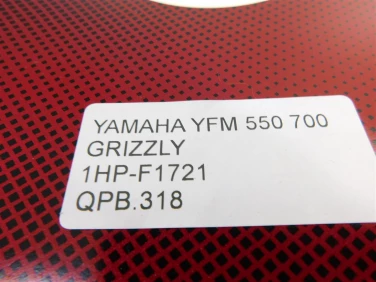 YAMAHA YFM 550 700
GRIZZLY
1HP-F1721
QPB.318